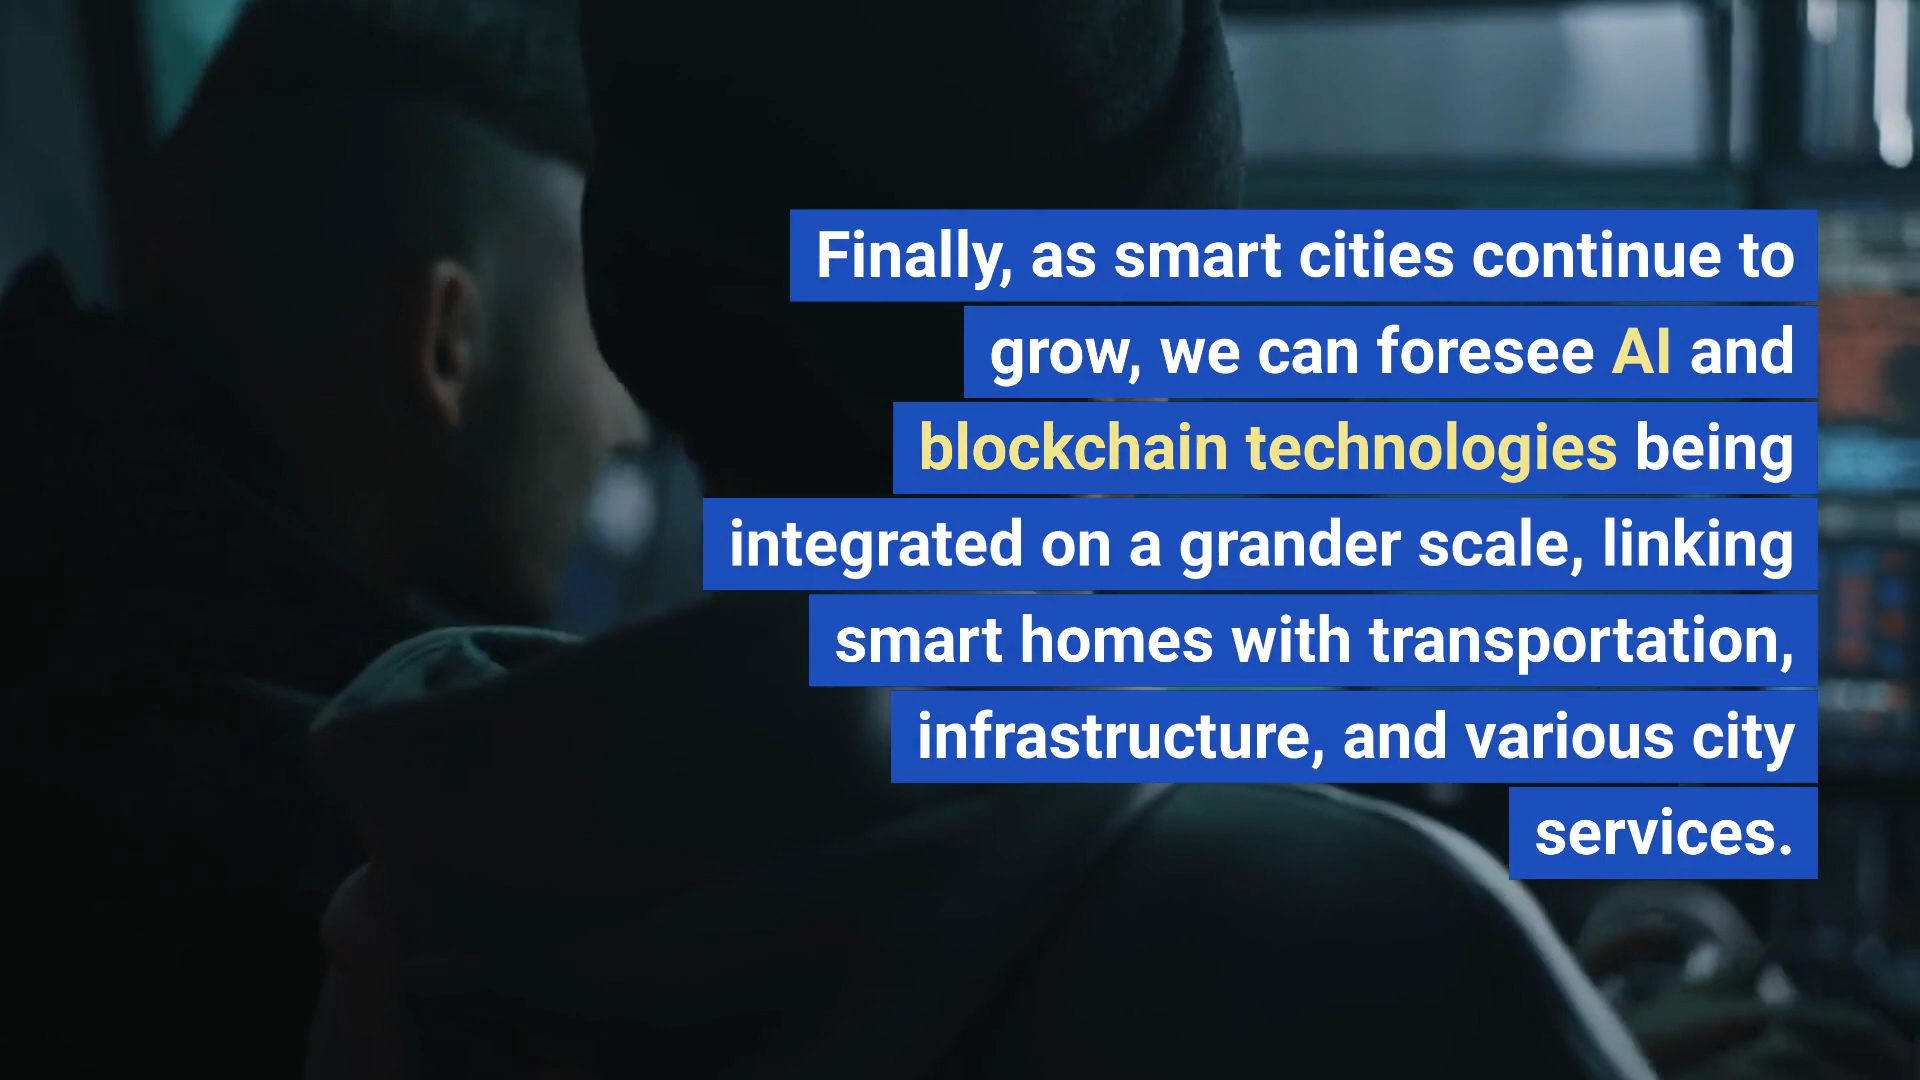 Finally, as smart cities continue to
grow, we can foresee AI and
blockchain technologies being
integrated on a grander scale, linking
smart homes with transportation,
infrastructure, and various city
services.